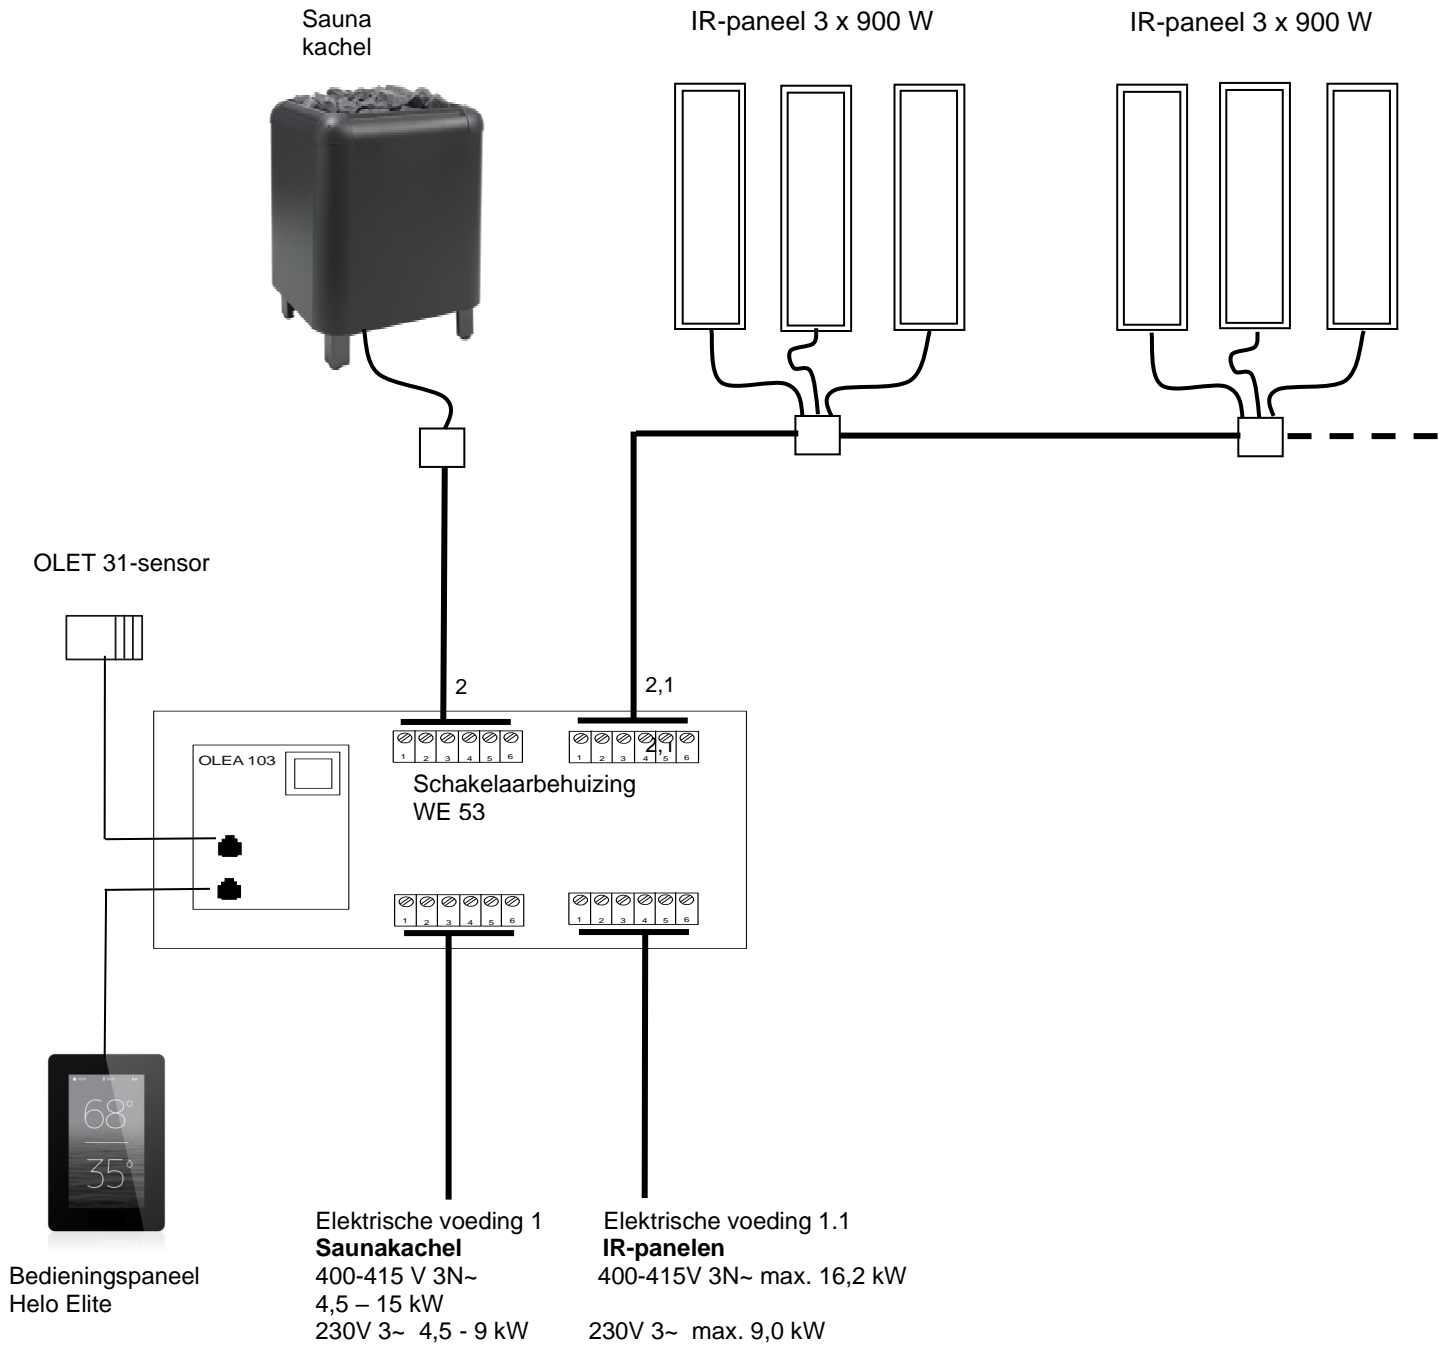 Sauna
kachel
IR-paneel 3 x 900 W
IR-paneel 3 x 900 W
OLET 31-sensor
2
2,1
1 2 3 4 5 6
1 2 3 4 5 6
2,1
OLEA 103
Schakelaarbehuizing
WE 53
1 2 3 4 5 6
1 2 3 4 5 6
68°
35°
Bedieningspaneel
Helo Elite
Elektrische voeding 1
Saunakachel
400-415 V 3N~
4,5 – 15 kW
230V 3~ 4,5 - 9 kW
Elektrische voeding 1.1
IR-panelen
400-415V 3N~ max. 16,2 kW
230V 3~ max. 9,0 kW